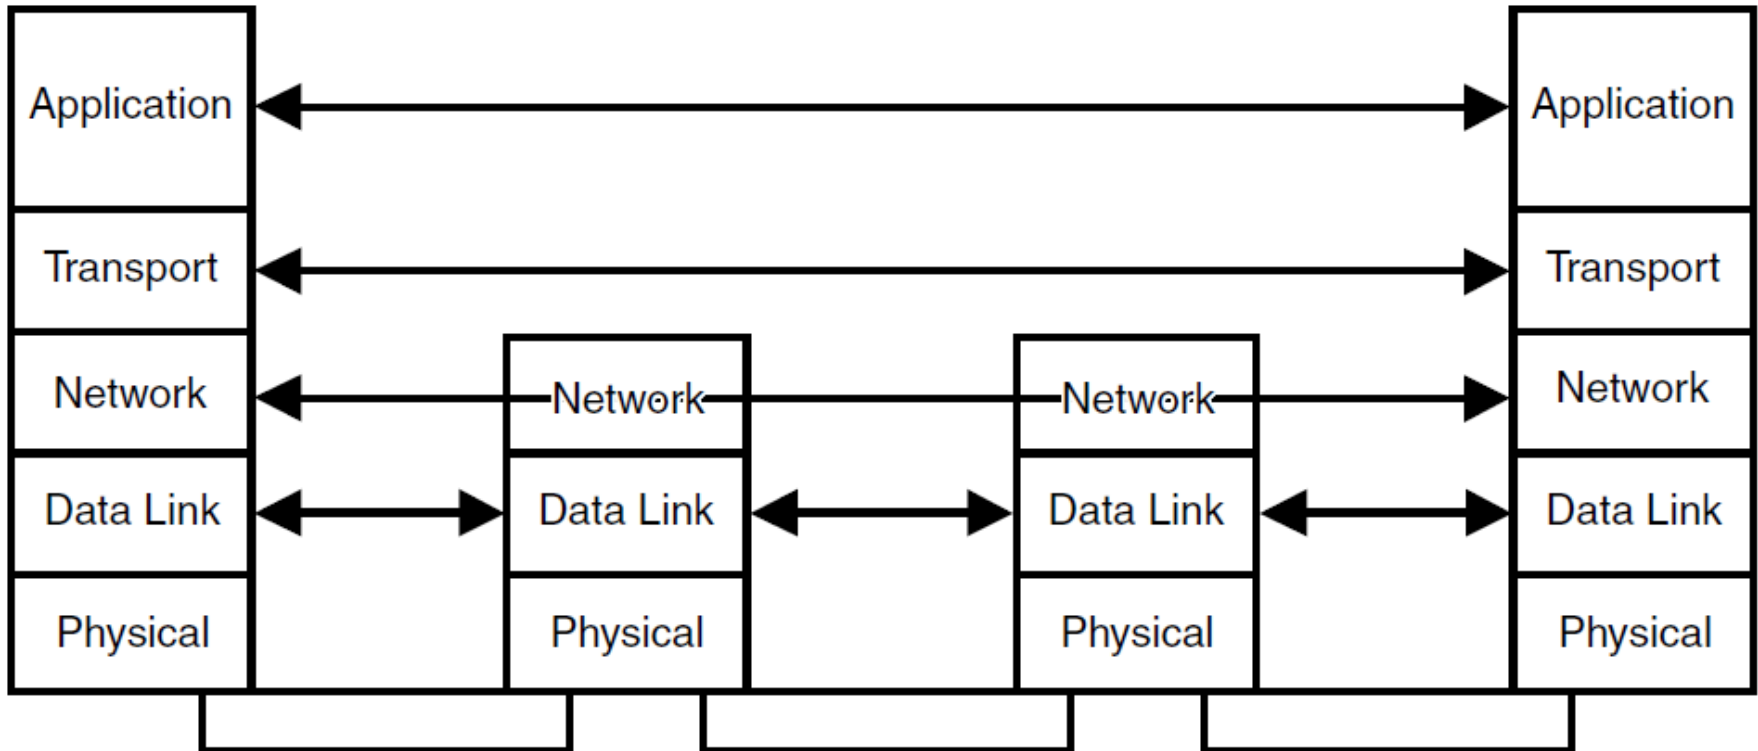 Application
Application
Transport
Transport
Network
Network
Network
Network
Data Link
Data Link
Data Link
Data Link
Physical
Physical
Physical
Physical